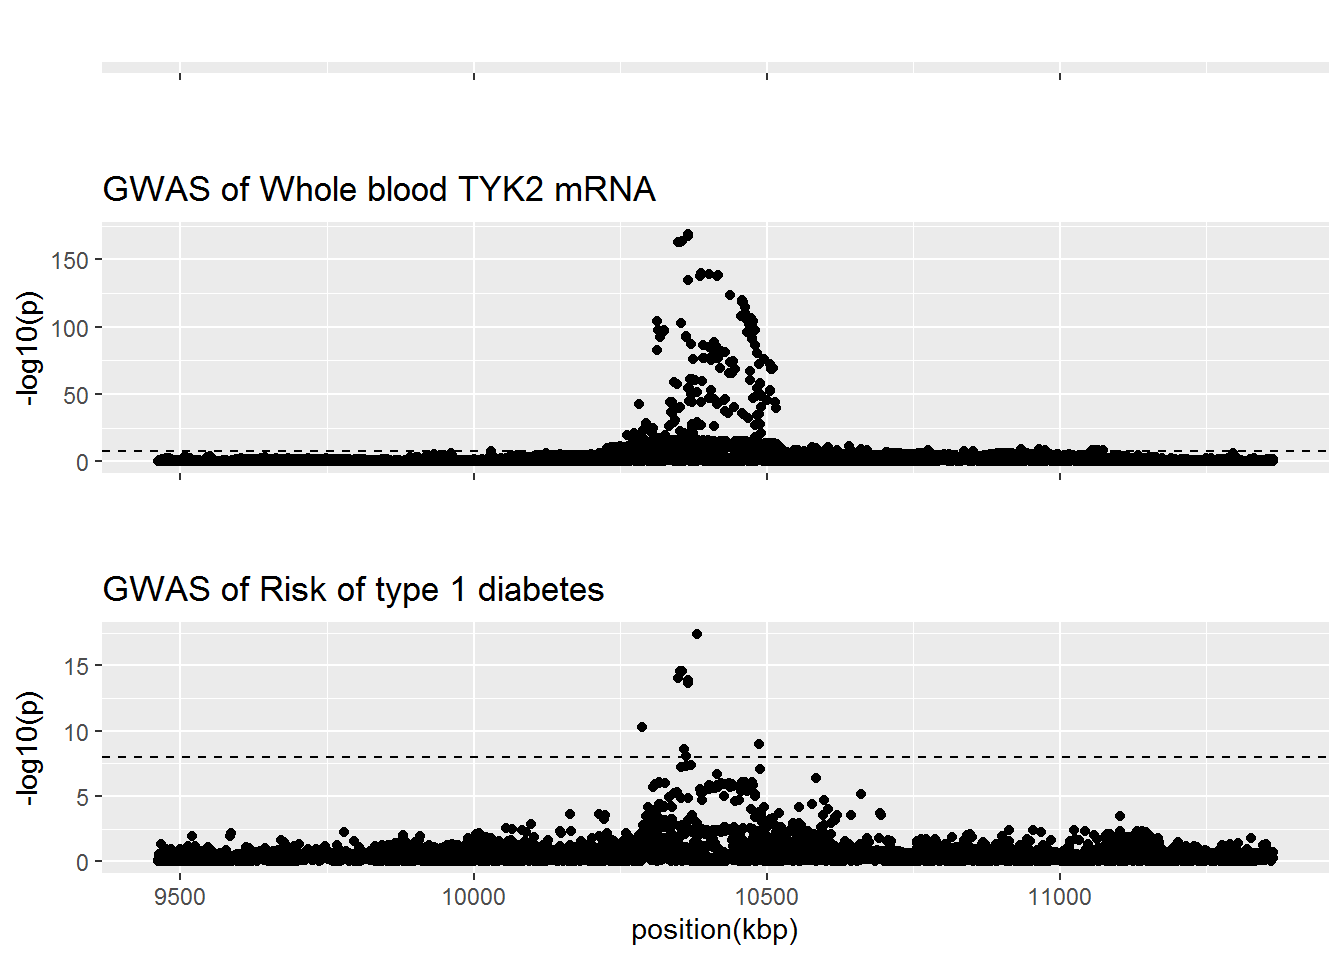 GWAS of Whole blood TYK2 mRNA
150
100
50
0
-log10(p)
GWAS of Risk of type 1 diabetes
15
10
5
0
-log10(p)
9500 10000 10500 11000
position(kbp)